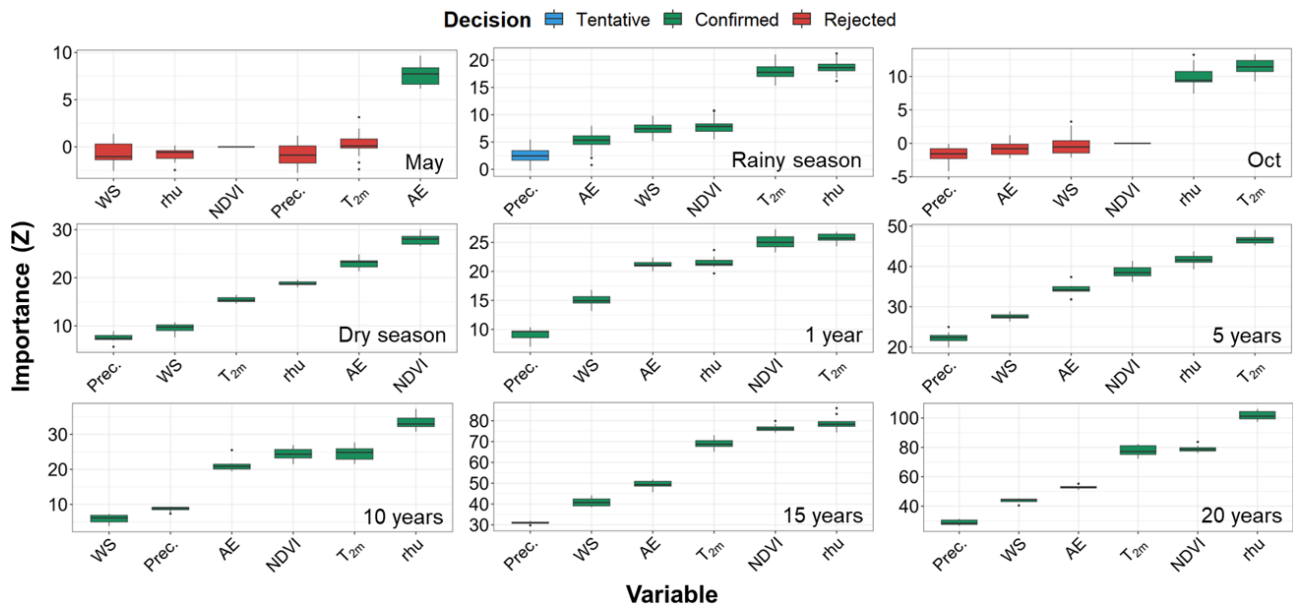 Decision Tentative Confirmed Rejected
Importance (Z)
10
5
0
May
WS rhu NDVI Prec. T2m AE
20
15
10
5
0
Rainy season
Prec. AE WS NDVI T2m rhu
10
5
0
-5
Oct
Prec. AE WS NDVI rhu T2m
30
20
10
Dry season
Prec. WS T2m rhu AE NDVI
25
20
15
10
1 year
Prec. WS AE rhu NDVI T2m
50
40
30
20
5 years
Prec. WS AE NDVI rhu T2m
30
20
10
10 years
WS Prec. AE NDVI T2m rhu
80
70
60
50
40
30
15 years
Prec. WS AE T2m NDVI rhu
100
80
60
40
20 years
Prec. WS AE T2m NDVI rhu
Variable